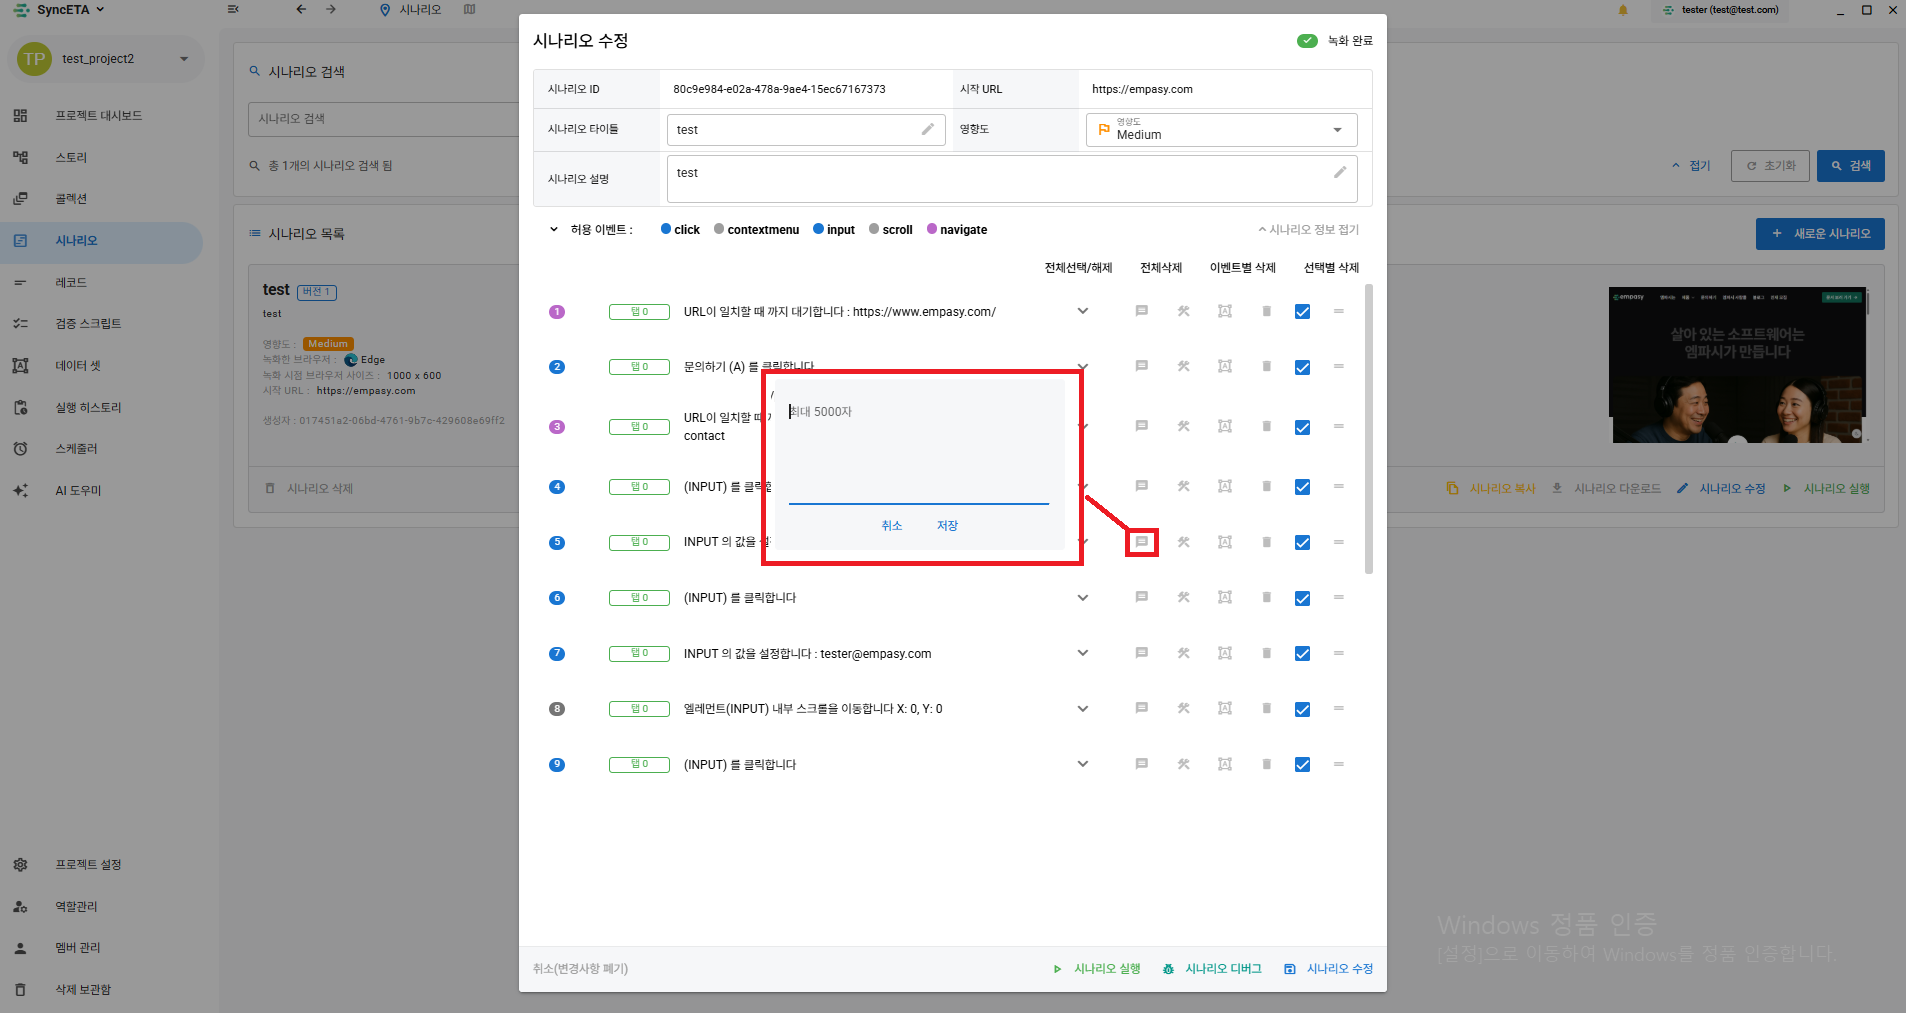 SyncETA
시나리오
tester (test@test.com)
TP
test_project2
프로젝트 대시보드
스토리
콜렉션
시나리오
레코드
검증 스크립트
데이터 셋
실행 히스토리
스케줄러
AI 도우미
프로젝트 설정
역할관리
멤버 관리
삭제 보관함
시나리오 검색
시나리오 검색
총 1개의 시나리오 검색 됨
접기
초기화
검색
시나리오 목록
새로운 시나리오
test 버전 1
test
영향도 : Medium
녹화한 브라우저 : Edge
녹화 시점 브라우저 사이즈 : 1000 x 600
시작 URL : https://empasy.com
생성자 : 017451a2-06bd-4761-9b7c-429608e69ff2
시나리오 삭제
empasy
살아 있는 소프트웨어는
엠파시가 만듭니다
시나리오 복사
시나리오 다운로드
시나리오 수정
시나리오 실행
시나리오 수정
녹화 완료
시나리오 ID
80c9e984-e02a-478a-9ae4-15ec67167373
시작 URL
https://empasy.com
시나리오 타이틀
test
영향도
영향도
Medium
시나리오 설명
test
허용 이벤트 :
click
contextmenu
input
scroll
navigate
시나리오 정보 접기
전체선택/해제
전체삭제
이벤트별 삭제
선택별 삭제
1 탭 0 URL이 일치할 때 까지 대기합니다 : https://www.empasy.com/
2 탭 0 문의하기 (A) 를 클릭합니다
3 탭 0 URL이 일치할 때
contact
4 탭 0 (INPUT) 를 클릭
5 탭 0 INPUT 의 값을
최대 5000자
취소
저장
6 탭 0 (INPUT) 를 클릭합니다
7 탭 0 INPUT 의 값을 설정합니다 : tester@empasy.com
8 탭 0 엘레먼트(INPUT) 내부 스크롤을 이동합니다 X: 0, Y: 0
9 탭 0 (INPUT) 를 클릭합니다
취소(변경사항 폐기)
시나리오 실행
시나리오 디버그
시나리오 수정
Windows 정품 인증
[설정]으로 이동하여 Windows를 정품 인증합니다.